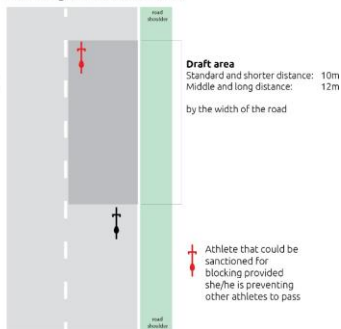 road
shoulder
Draft area
Standard and shorter distance: 10m
Middle and long distance: 12m
by the width of the road
Athlete that could be
sanctioned for
blocking provided
she/he is preventing
other athletes to pass
road
shoulder